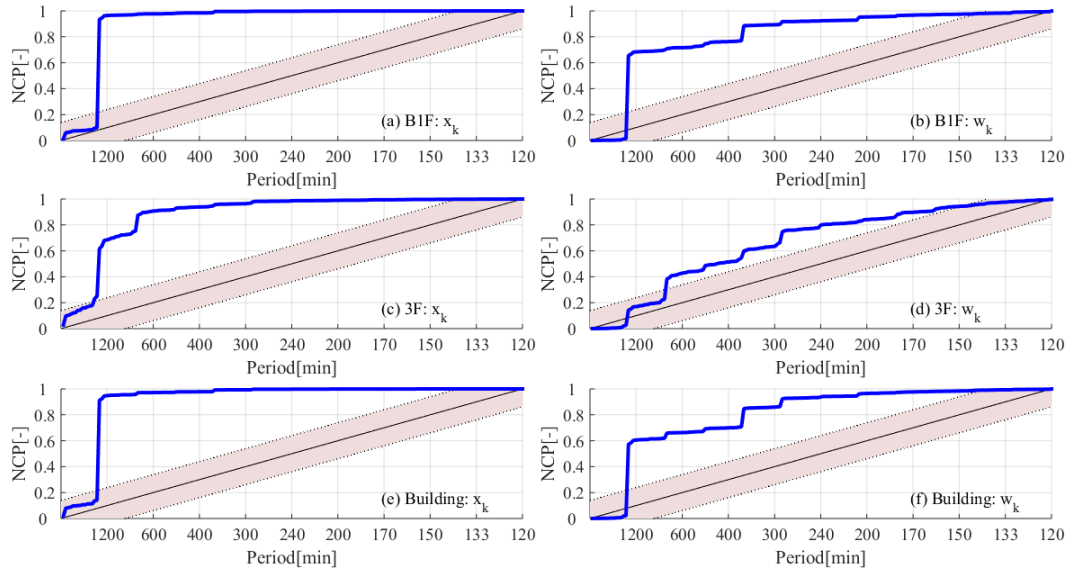 1 0.8 0.6 0.4 0.2 0
NCP[-]
(a) B1F: x_k
1200 600 400 300 240 200 170 150 133 120
Period[min]
1 0.8 0.6 0.4 0.2 0
NCP[-]
(b) B1F: w_k
1200 600 400 300 240 200 170 150 133 120
Period[min]
1 0.8 0.6 0.4 0.2 0
NCP[-]
(c) 3F: x_k
1200 600 400 300 240 200 170 150 133 120
Period[min]
1 0.8 0.6 0.4 0.2 0
NCP[-]
(d) 3F: w_k
1200 600 400 300 240 200 170 150 133 120
Period[min]
1 0.8 0.6 0.4 0.2 0
NCP[-]
(e) Building: x_k
1200 600 400 300 240 200 170 150 133 120
Period[min]
1 0.8 0.6 0.4 0.2 0
NCP[-]
(f) Building: w_k
1200 600 400 300 240 200 170 150 133 120
Period[min]